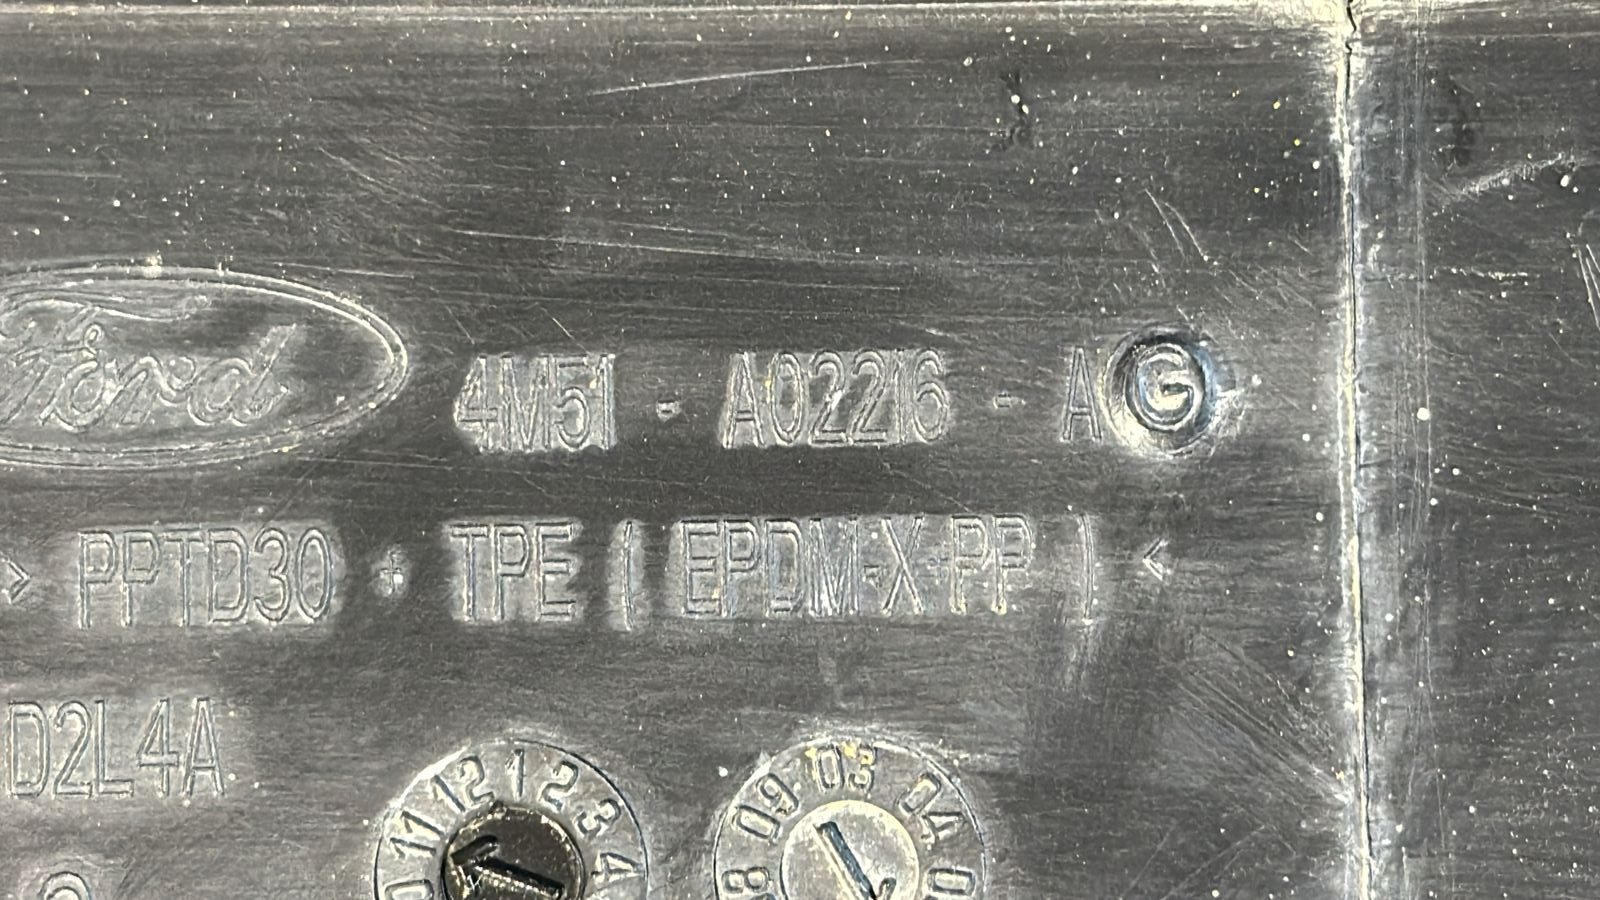 Ford 4M51 - A02216 - AG
> PPTD30 + TPE ( EPDM-X+PP ) <
D2L4A
11 12 1 2 3 4
08 09 03 04